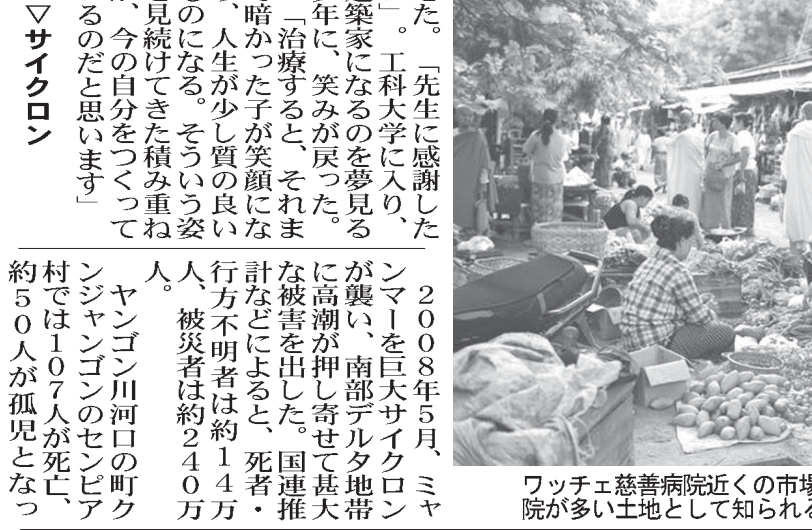 た。「先生に感謝した
」。工科大学に入り、
築家になるのを夢見る
年に、笑みが戻った。
「治療すると、それま
暗かった子が笑顔にな
、人生が少し質の良い
のになる。そういう姿
を見続けてきた積み重ね
、今の自分をつくって
るのだと思います」
▽サイクロン
2008年5月、ミャ
ンマーを巨大サイクロン
が襲い、南部デルタ地帯
に高潮が押し寄せて甚大
な被害を出した。国連推
計などによると、死者・
行方不明者は約14万
人、被災者は約240万
人。
ヤンゴン川河口の町ク
ンジャンゴンのセンピア
村では107人が死亡、
約50人が孤児となっ
ワッチェ慈善病院近くの市場
院が多い土地として知られる